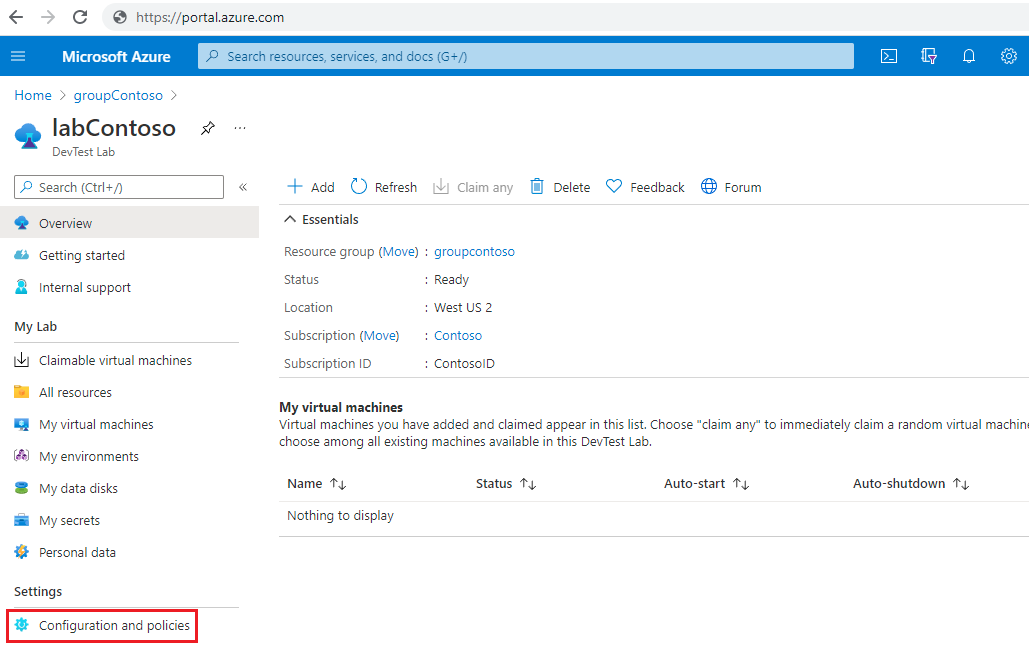 https://portal.azure.com
Microsoft Azure
Search resources, services, and docs (G+/)
Home > groupContoso >
labContoso ...
DevTest Lab
Search (Ctrl+/) «
Add Refresh Claim any Delete Feedback Forum
Overview
Getting started
Internal support
My Lab
Claimable virtual machines
All resources
My virtual machines
My environments
My data disks
My secrets
Personal data
Settings
Configuration and policies
Essentials
Resource group (Move) : groupcontoso
Status : Ready
Location : West US 2
Subscription (Move) : Contoso
Subscription ID : ContosoID
My virtual machines
Virtual machines you have added and claimed appear in this list. Choose "claim any" to immediately claim a random virtual machine
choose among all existing machines available in this DevTest Lab.
Name ↑↓ Status ↑↓ Auto-start ↑↓ Auto-shutdown ↑↓
Nothing to display